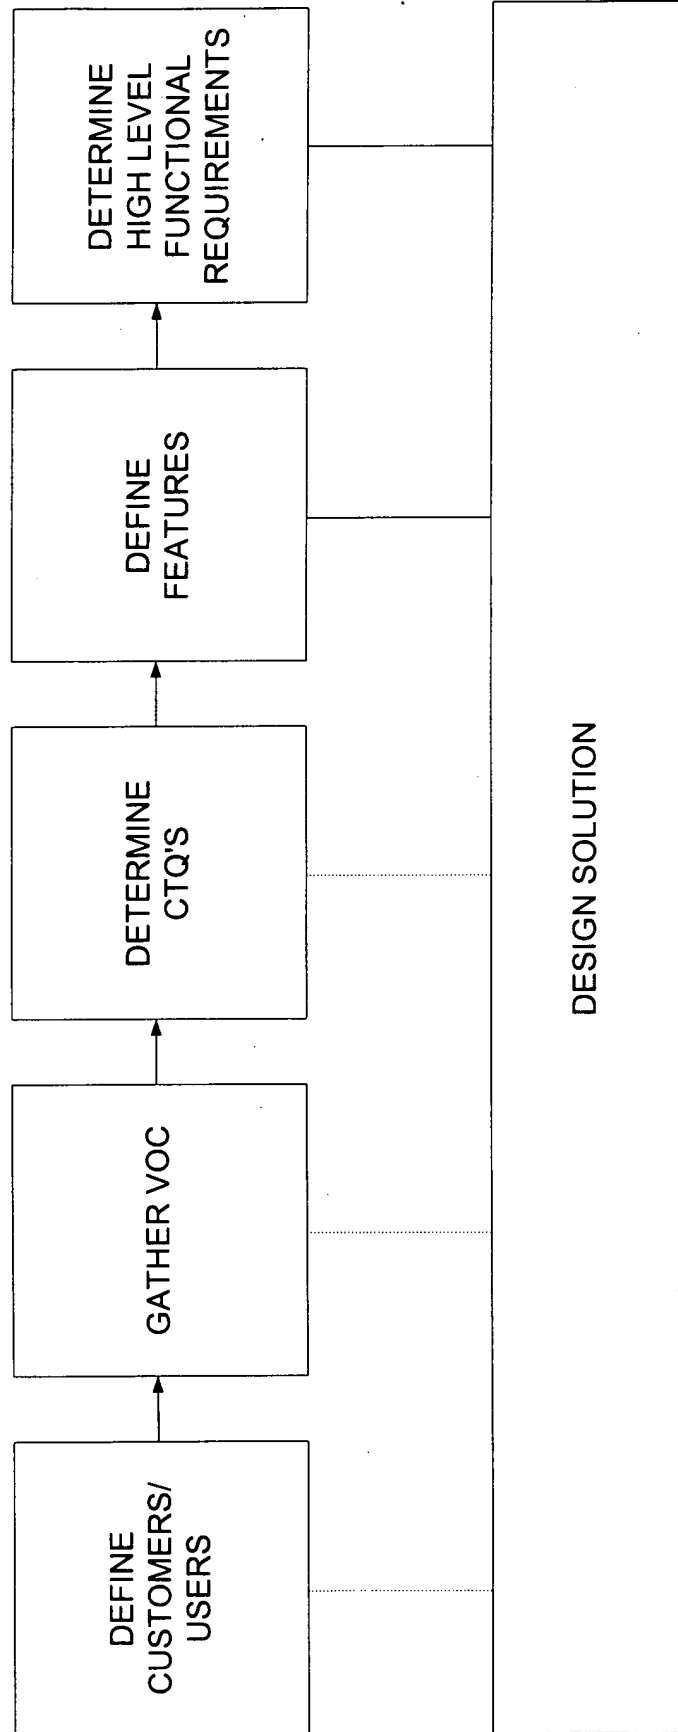 DEFINE
CUSTOMERS/
USERS
GATHER VOC
DETERMINE
CTQ'S
DEFINE
FEATURES
DETERMINE
HIGH LEVEL
FUNCTIONAL
REQUIREMENTS
DESIGN SOLUTION